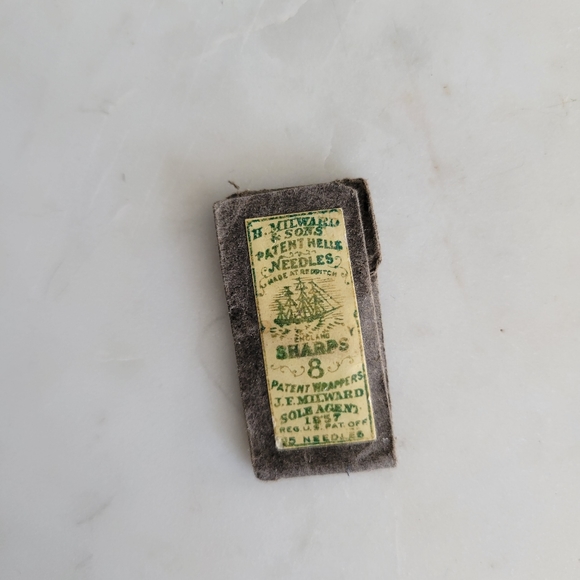 H. MILWARD
& SONS
PATENT HELIX
NEEDLES
MADE AT REDDITCH
ENGLAND
SHARPS
8
PATENT WRAPPERS
J.F. MILWARD
SOLE AGENT
1857
REG. U.S. PAT. OFF.
25 NEEDLES